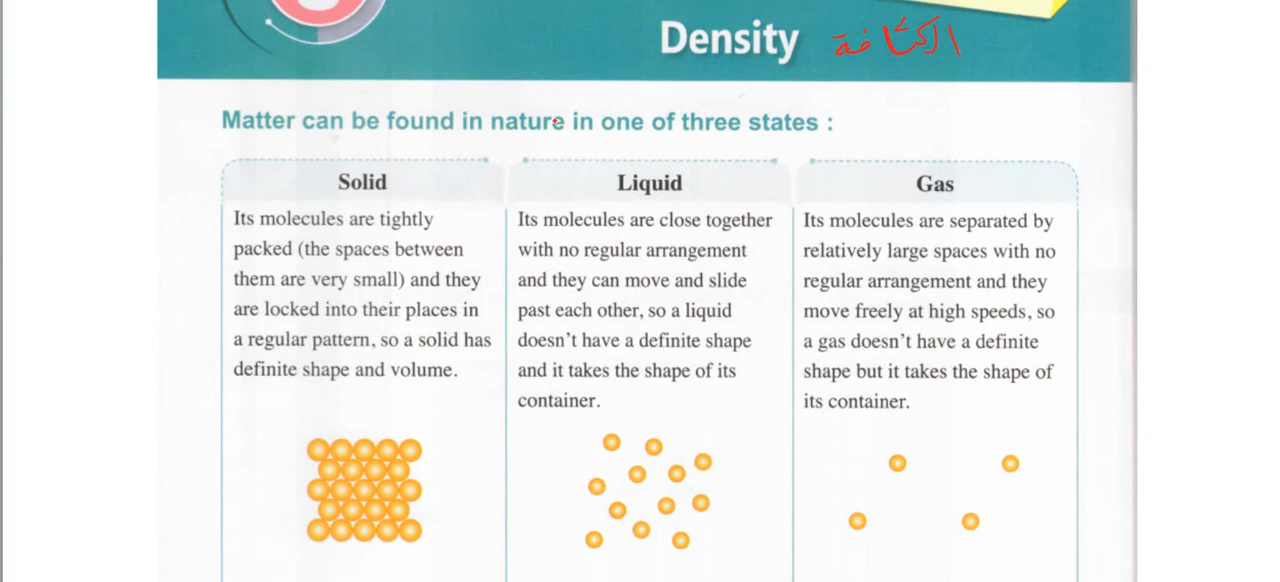 Density الكثافة
Matter can be found in nature in one of three states :
Solid
Its molecules are tightly
packed (the spaces between
them are very small) and they
are locked into their places in
a regular pattern, so a solid has
definite shape and volume.
Liquid
Its molecules are close together
with no regular arrangement
and they can move and slide
past each other, so a liquid
doesn't have a definite shape
and it takes the shape of its
container.
Gas
Its molecules are separated by
relatively large spaces with no
regular arrangement and they
move freely at high speeds, so
a gas doesn't have a definite
shape but it takes the shape of
its container.